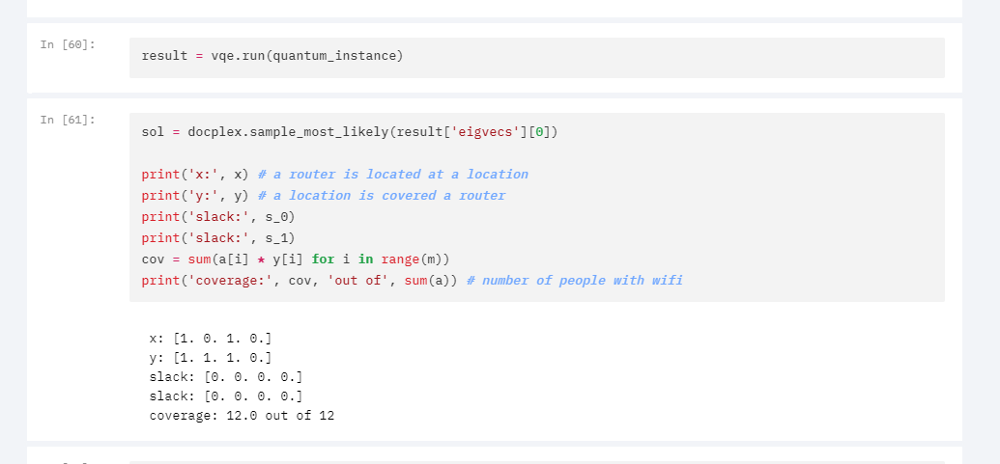 In [60]:
result = vqe.run(quantum_instance)
In [61]:
sol = docplex.sample_most_likely(result['eigvecs'][0])
print('x:', x) # a router is located at a location
print('y:', y) # a location is covered a router
print('slack:', s_0)
print('slack:', s_1)
cov = sum(a[i] * y[i] for i in range(m))
print('coverage:', cov, 'out of', sum(a)) # number of people with wifi
x: [1. 0. 1. 0.]
y: [1. 1. 1. 0.]
slack: [0. 0. 0. 0.]
slack: [0. 0. 0. 0.]
coverage: 12.0 out of 12